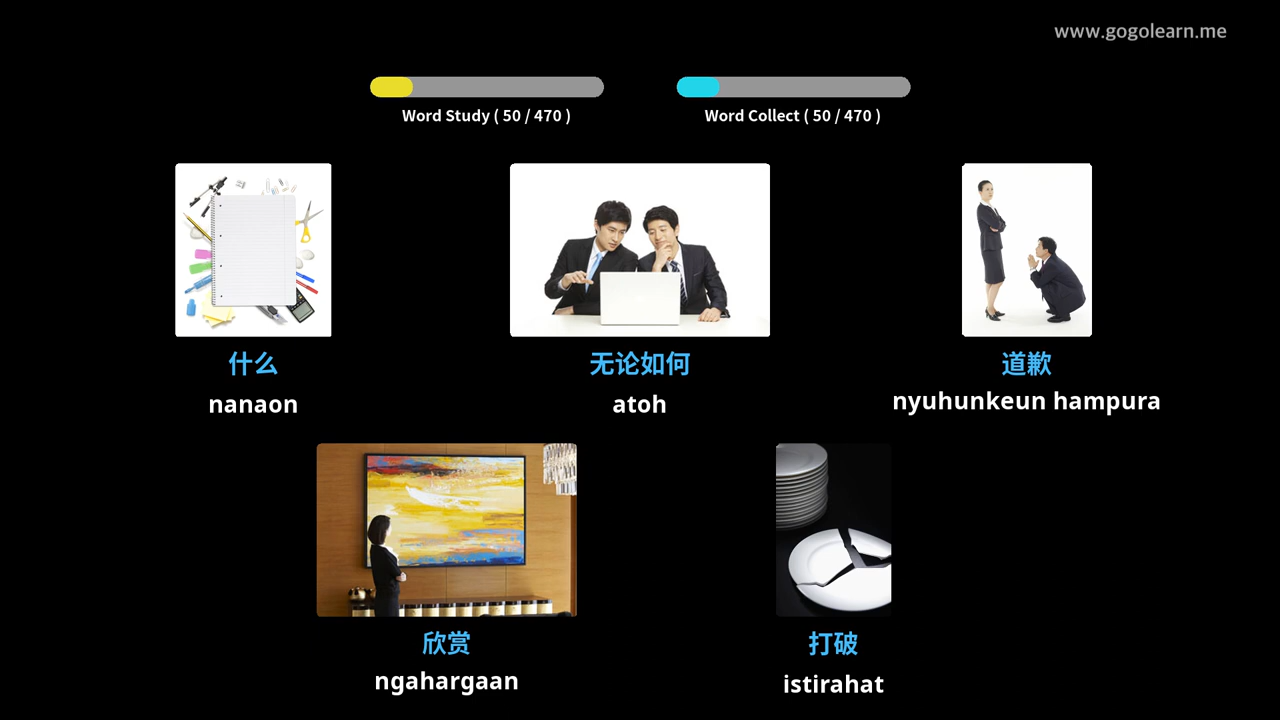 www.gogolearn.me
Word Study ( 50 / 470 )
Word Collect ( 50 / 470 )
什么
nanaon
无论如何
atoh
道歉
nyuhunkeun hampura
欣赏
ngahargaan
打破
istirahat